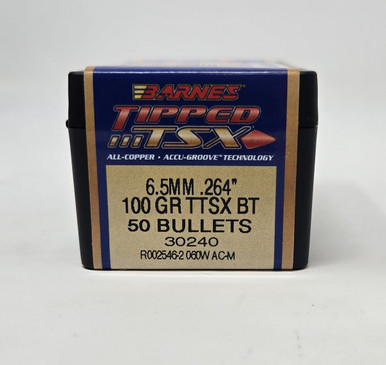 BARNES
TIPPED
TSX
ALL-COPPER • ACCU-GROOVE™ TECHNOLOGY
6.5MM .264"
100 GR TTSX BT
50 BULLETS
30240
R002546-2 060W AC-M